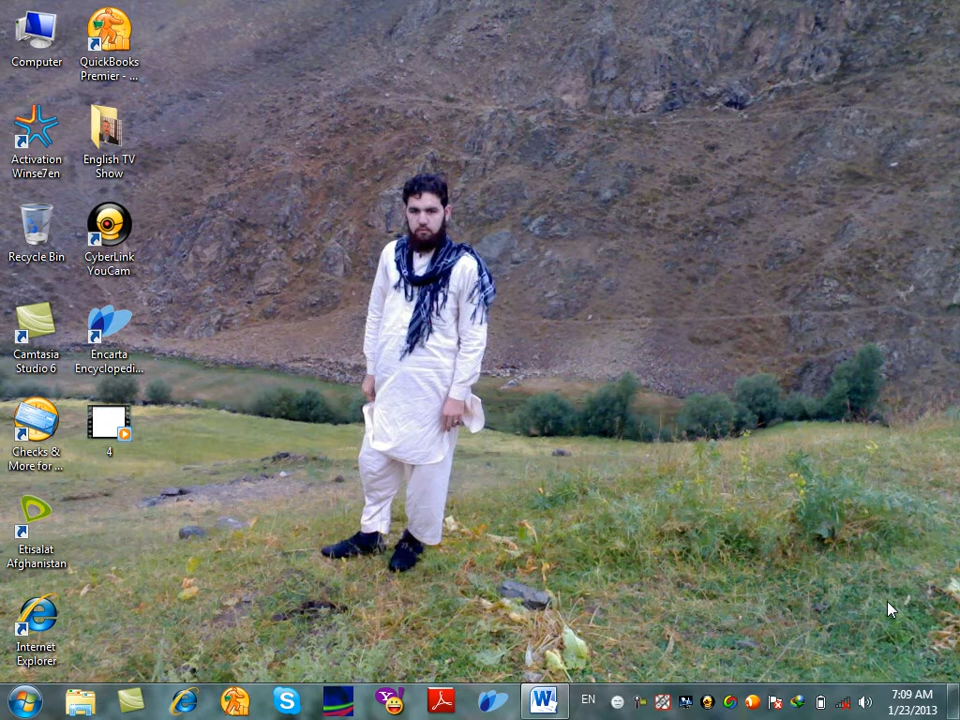 Computer
QuickBooks
Premier - ...
Activation
Winse7en
English TV
Show
Recycle Bin
CyberLink
YouCam
Camtasia
Studio 6
Encarta
Encyclopedi...
Checks &
More for ...
4
Etisalat
Afghanistan
Internet
Explorer
EN
7:09 AM
1/23/2013